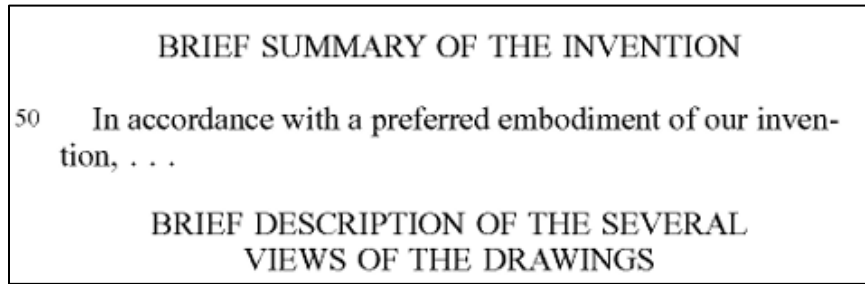 BRIEF SUMMARY OF THE INVENTION
50 In accordance with a preferred embodiment of our inven-
tion, . . .
BRIEF DESCRIPTION OF THE SEVERAL
VIEWS OF THE DRAWINGS